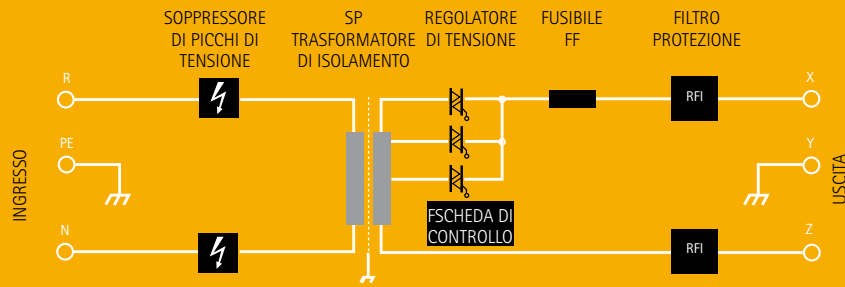 SOPPRESSORE
DI PICCHI DI
TENSIONE
SP
TRASFORMATORE
DI ISOLAMENTO
REGOLATORE
DI TENSIONE
FUSIBILE
FF
FILTRO
PROTEZIONE
INGRESSO
R
PE
N
FSCHEDA DI
CONTROLLO
RFI
RFI
X
Y
Z
USCITA